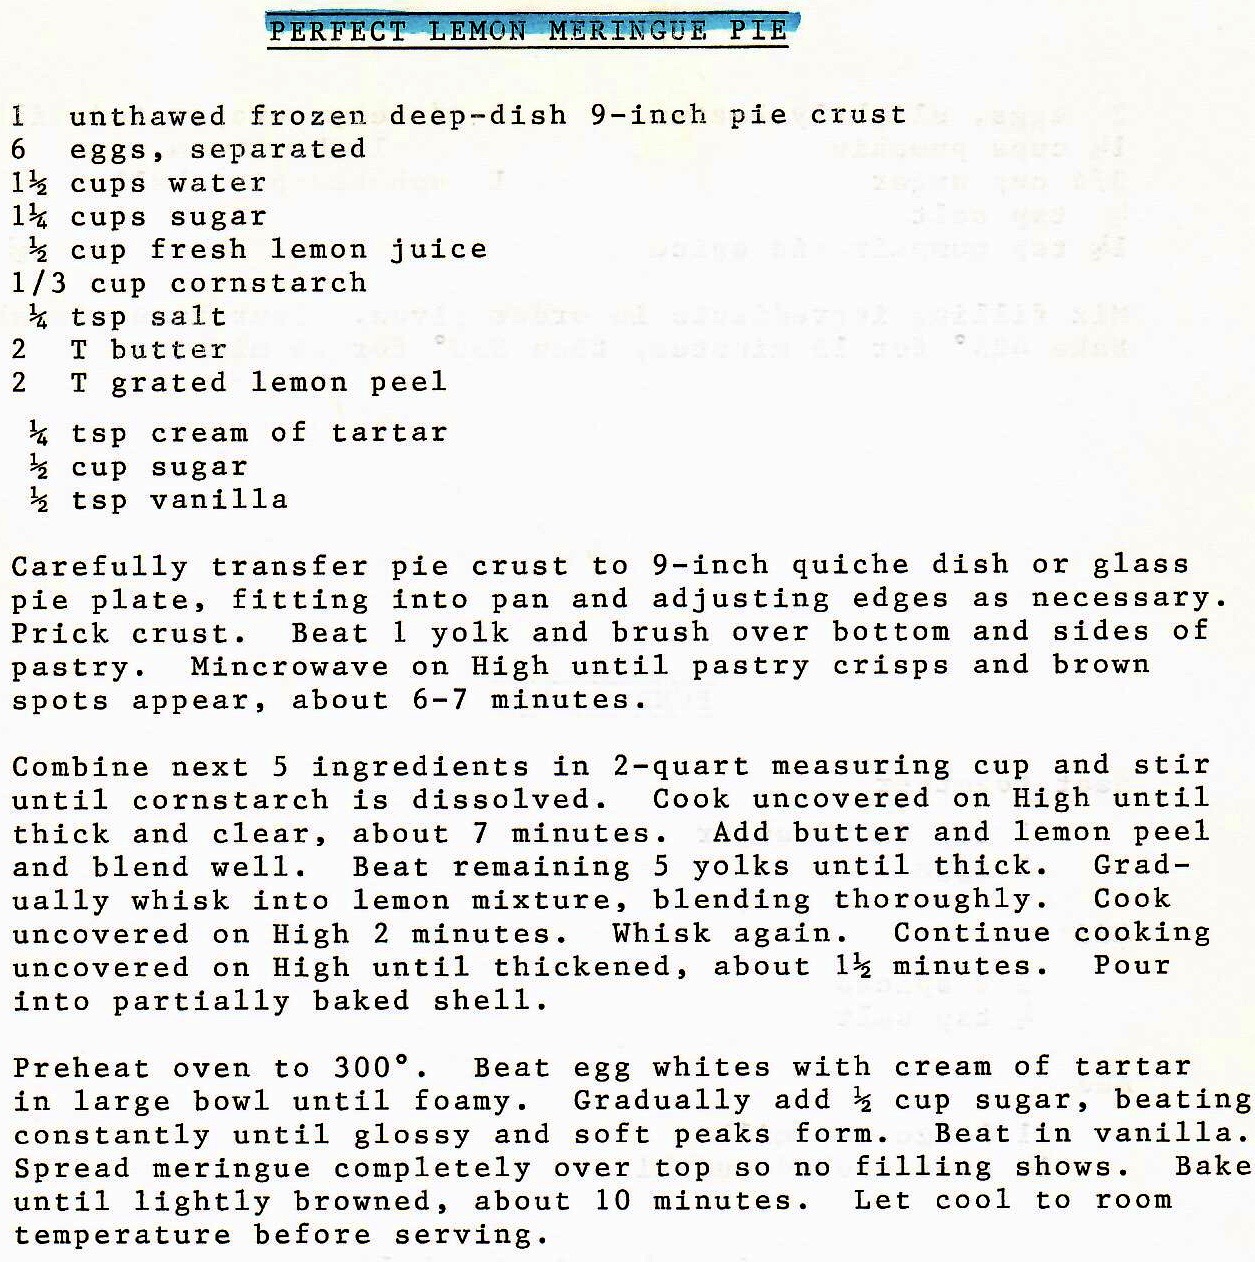 PERFECT LEMON MERINGUE PIE
1 unthawed frozen deep-dish 9-inch pie crust
6 eggs, separated
1½ cups water
1¼ cups sugar
½ cup fresh lemon juice
1/3 cup cornstarch
¼ tsp salt
2 T butter
2 T grated lemon peel
¼ tsp cream of tartar
½ cup sugar
½ tsp vanilla
Carefully transfer pie crust to 9-inch quiche dish or glass
pie plate, fitting into pan and adjusting edges as necessary.
Prick crust. Beat 1 yolk and brush over bottom and sides of
pastry. Mincrowave on High until pastry crisps and brown
spots appear, about 6-7 minutes.
Combine next 5 ingredients in 2-quart measuring cup and stir
until cornstarch is dissolved. Cook uncovered on High until
thick and clear, about 7 minutes. Add butter and lemon peel
and blend well. Beat remaining 5 yolks until thick. Grad-
ually whisk into lemon mixture, blending thoroughly. Cook
uncovered on High 2 minutes. Whisk again. Continue cooking
uncovered on High until thickened, about 1½ minutes. Pour
into partially baked shell.
Preheat oven to 300°. Beat egg whites with cream of tartar
in large bowl until foamy. Gradually add ½ cup sugar, beating
constantly until glossy and soft peaks form. Beat in vanilla.
Spread meringue completely over top so no filling shows. Bake
until lightly browned, about 10 minutes. Let cool to room
temperature before serving.